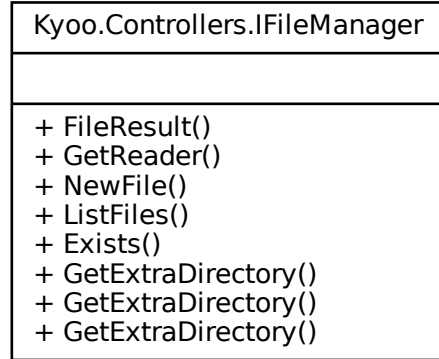 Kyoo.Controllers.IFileManager
+ FileResult()
+ GetReader()
+ NewFile()
+ ListFiles()
+ Exists()
+ GetExtraDirectory()
+ GetExtraDirectory()
+ GetExtraDirectory()